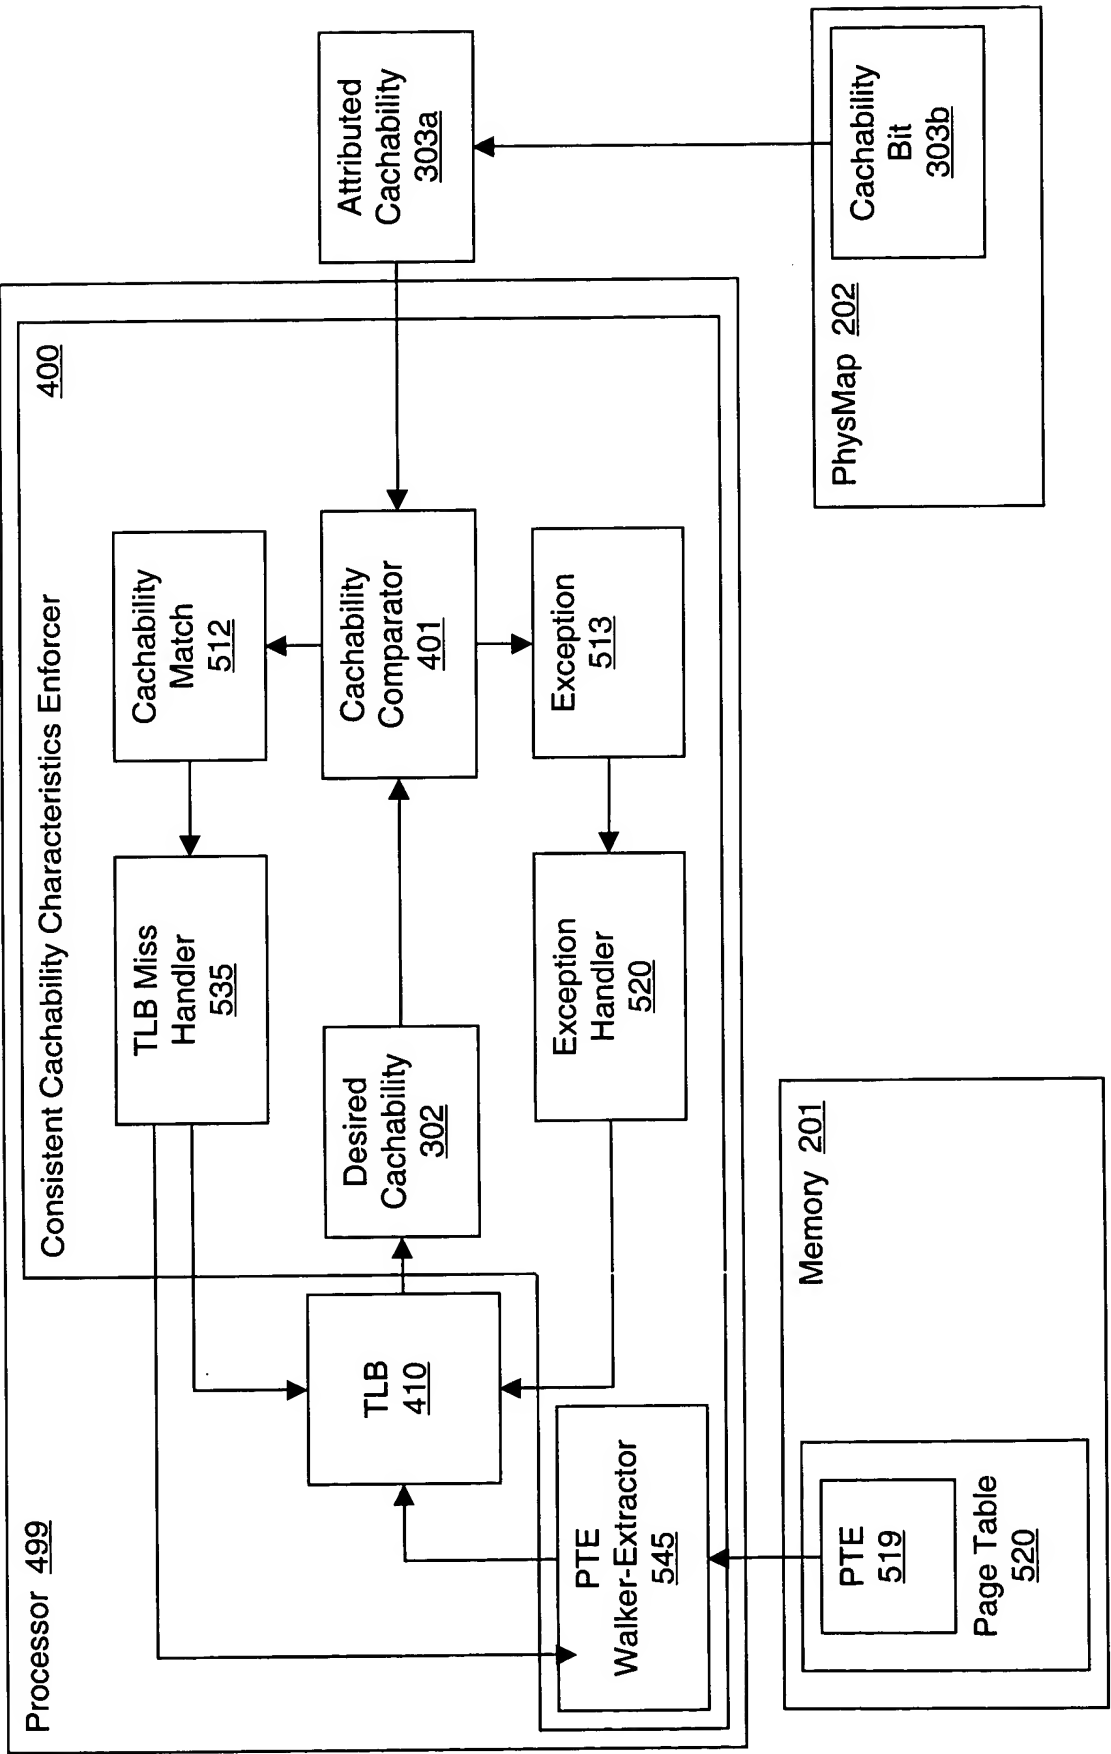 Processor 499
Consistent Cachability Characteristics Enforcer
400
TLB Miss
Handler
535
Cachability
Match
512
TLB
410
Desired
Cachability
302
Cachability
Comparator
401
Attributed
Cachability
303a
PTE
Walker-Extractor
545
Exception
Handler
520
Exception
513
Memory 201
PTE
519
Page Table
520
PhysMap 202
Cachability
Bit
303b